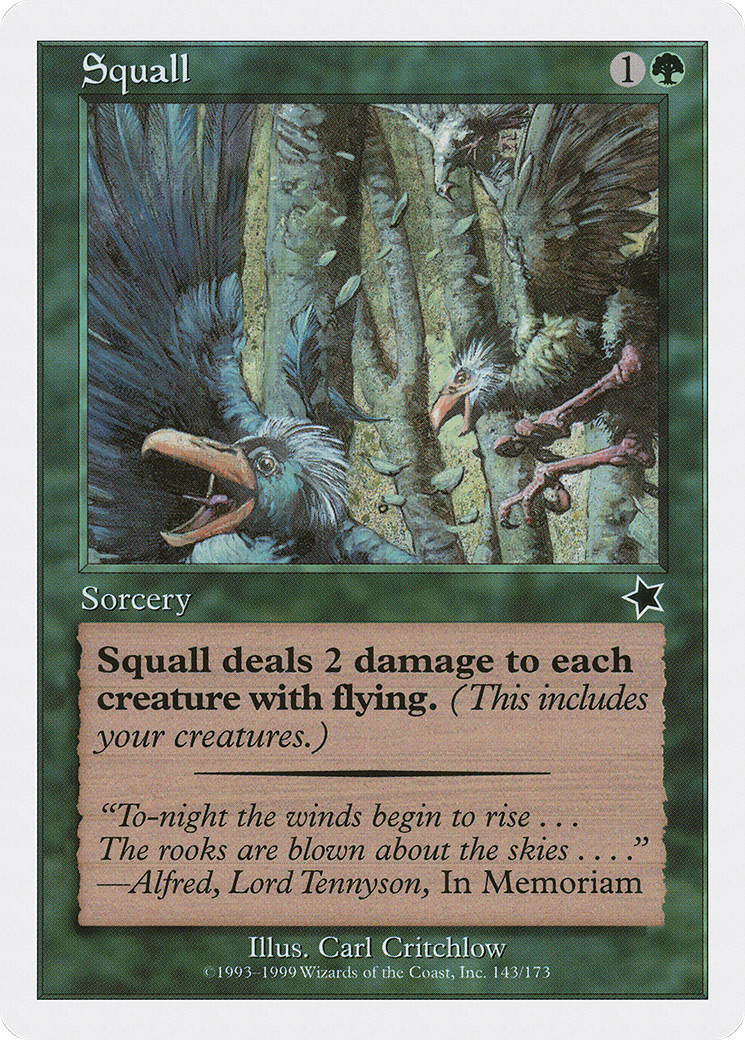 Squall
1
Sorcery
Squall deals 2 damage to each
creature with flying. (This includes
your creatures.)
“To-night the winds begin to rise . . .
The rooks are blown about the skies . . . .”
—Alfred, Lord Tennyson, In Memoriam
Illus. Carl Critchlow
©1993–1999 Wizards of the Coast, Inc. 143/173